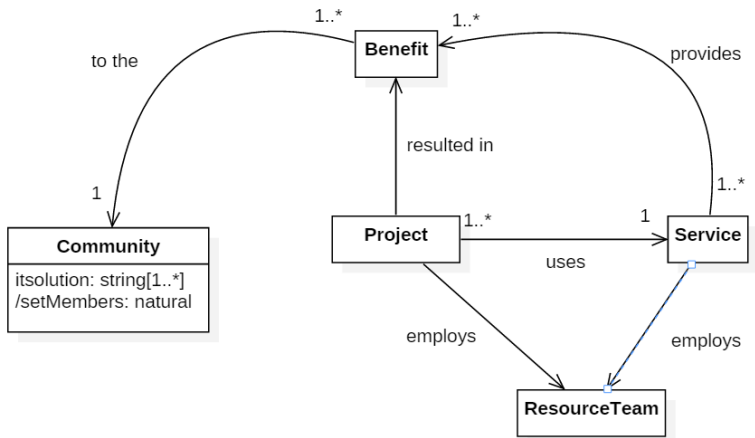 1..*
1..*
Benefit
to the
provides
resulted in
1
1..*
Project
1..*
1
Service
uses
Community
itsolution: string[1..*]
/setMembers: natural
employs
employs
ResourceTeam